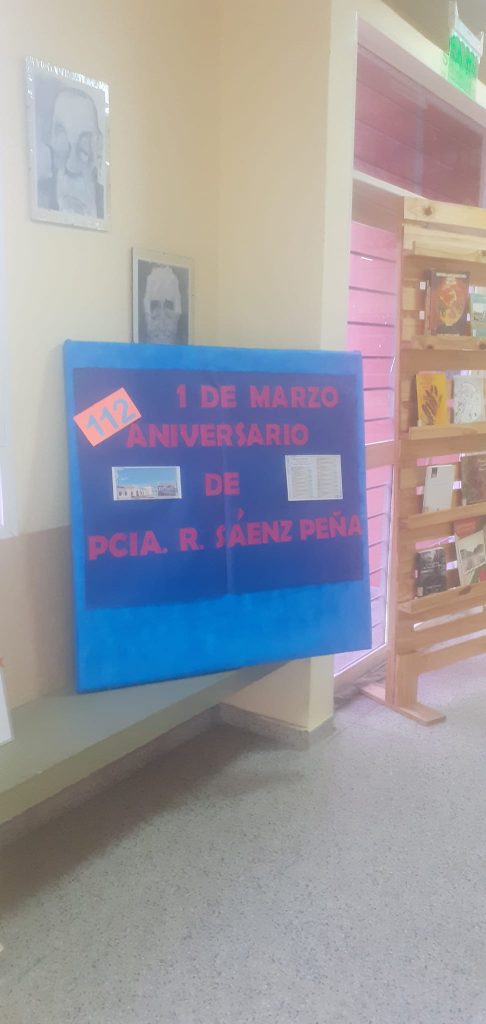 1 DE MARZO
112
ANIVERSARIO
DE
PCIA. R. SÁENZ PEÑA